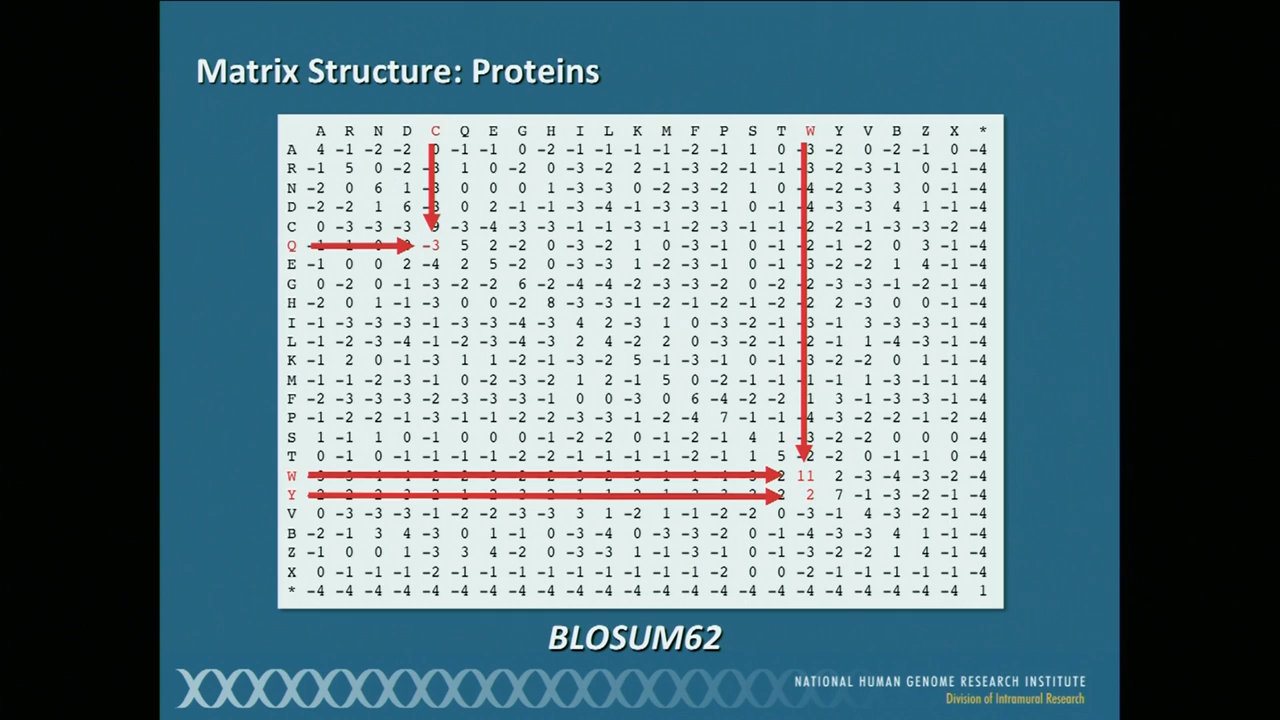 Matrix Structure: Proteins
A R N D C Q E G H I L K M F P S T W Y V B Z X *
A 4 -1 -2 -2 0 -1 -1 0 -2 -1 -1 -1 -1 -2 -1 1 0 -3 -2 0 -2 -1 0 -4
R -1 5 0 -2 -3 1 0 -2 0 -3 -2 2 -1 -3 -2 -1 -1 -3 -2 -3 -1 0 -1 -4
N -2 0 6 1 -3 0 0 0 1 -3 -3 0 -2 -3 -2 1 0 -4 -2 -3 3 0 -1 -4
D -2 -2 1 6 -3 0 2 -1 -1 -3 -4 -1 -3 -3 -1 0 -1 -4 -3 -3 4 1 -1 -4
C 0 -3 -3 -3 9 -3 -4 -3 -3 -1 -1 -3 -1 -2 -3 -1 -1 -2 -2 -1 -3 -3 -2 -4
Q -3 5 2 -2 0 -3 -2 1 0 -3 -1 0 -1 -2 -1 -2 0 3 -1 -4
E -1 0 0 2 -4 2 5 -2 0 -3 -3 1 -2 -3 -1 0 -1 -3 -2 -2 1 4 -1 -4
G 0 -2 0 -1 -3 -2 -2 6 -2 -4 -4 -2 -3 -3 -2 0 -2 -2 -3 -3 -1 -2 -1 -4
H -2 0 1 -1 -3 0 0 -2 8 -3 -3 -1 -2 -1 -2 -1 -2 -2 2 -3 0 0 -1 -4
I -1 -3 -3 -3 -1 -3 -3 -4 -3 4 2 -3 1 0 -3 -2 -1 -3 -1 3 -3 -3 -1 -4
L -1 -2 -3 -4 -1 -2 -3 -4 -3 2 4 -2 2 0 -3 -2 -1 -2 -1 1 -4 -3 -1 -4
K -1 2 0 -1 -3 1 1 -2 -1 -3 -2 5 -1 -3 -1 0 -1 -3 -2 -2 0 1 -1 -4
M -1 -1 -2 -3 -1 0 -2 -3 -2 1 2 -1 5 0 -2 -1 -1 -1 -1 1 -3 -1 -1 -4
F -2 -3 -3 -3 -2 -3 -3 -3 -1 0 0 -3 0 6 -4 -2 -2 1 3 -1 -3 -3 -1 -4
P -1 -2 -2 -1 -3 -1 -1 -2 -2 -3 -3 -1 -2 -4 7 -1 -1 -4 -3 -2 -2 -1 -2 -4
S 1 -1 1 0 -1 0 0 0 -1 -2 -2 0 -1 -2 -1 4 1 -3 -2 -2 0 0 0 -4
T 0 -1 0 -1 -1 -1 -1 -2 -2 -1 -1 -1 -1 -2 -1 1 5 -2 -2 0 -1 -1 0 -4
W 11 2 -3 -4 -3 -2 -4
Y 2 7 -1 -3 -2 -1 -4
V 0 -3 -3 -3 -1 -2 -2 -3 -3 3 1 -2 1 -1 -2 -2 0 -3 -1 4 -3 -2 -1 -4
B -2 -1 3 4 -3 0 1 -1 0 -3 -4 0 -3 -3 -2 0 -1 -4 -3 -3 4 1 -1 -4
Z -1 0 0 1 -3 3 4 -2 0 -3 -3 1 -1 -3 -1 0 -1 -3 -2 -2 1 4 -1 -4
X 0 -1 -1 -1 -2 -1 -1 -1 -1 -1 -1 -1 -1 -1 -2 0 0 -2 -1 -1 -1 -1 -1 -4
* -4 -4 -4 -4 -4 -4 -4 -4 -4 -4 -4 -4 -4 -4 -4 -4 -4 -4 -4 -4 -4 -4 -4 1
BLOSUM62
NATIONAL HUMAN GENOME RESEARCH INSTITUTE
Division of Intramural Research